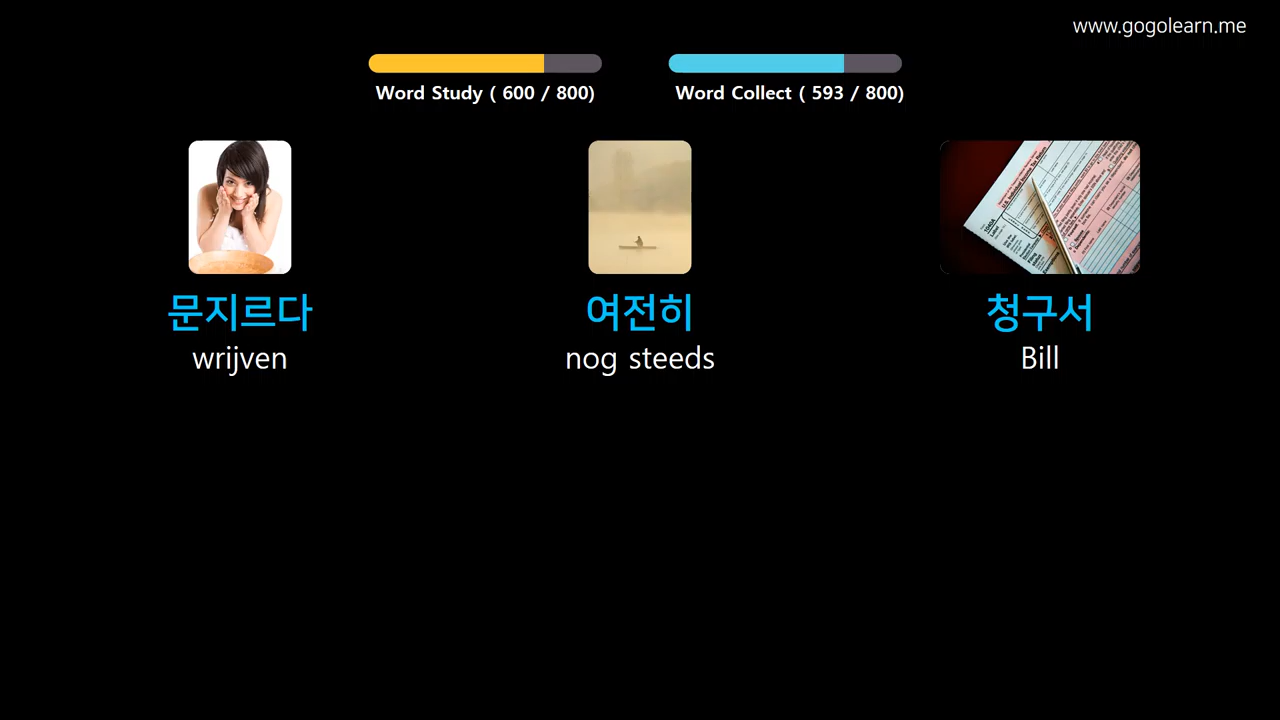 www.gogolearn.me
Word Study ( 600 / 800)
Word Collect ( 593 / 800)
문지르다
여전히
청구서
wrijven
nog steeds
Bill